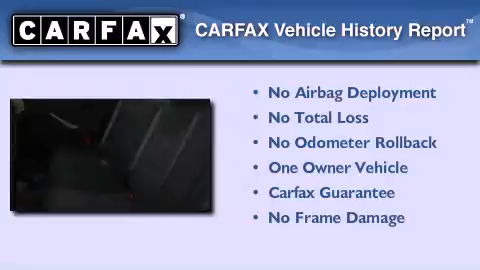 CARFAX® CARFAX Vehicle History Report™
• No Airbag Deployment
• No Total Loss
• No Odometer Rollback
• One Owner Vehicle
• Carfax Guarantee
• No Frame Damage